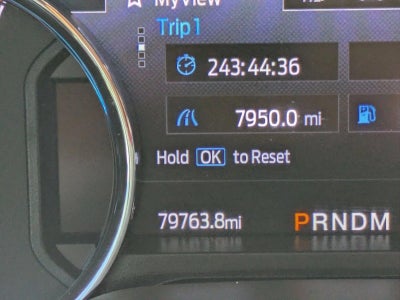 MyView
Trip 1
243:44:36
7950.0 mi
Hold OK to Reset
79763.8mi PRNDM